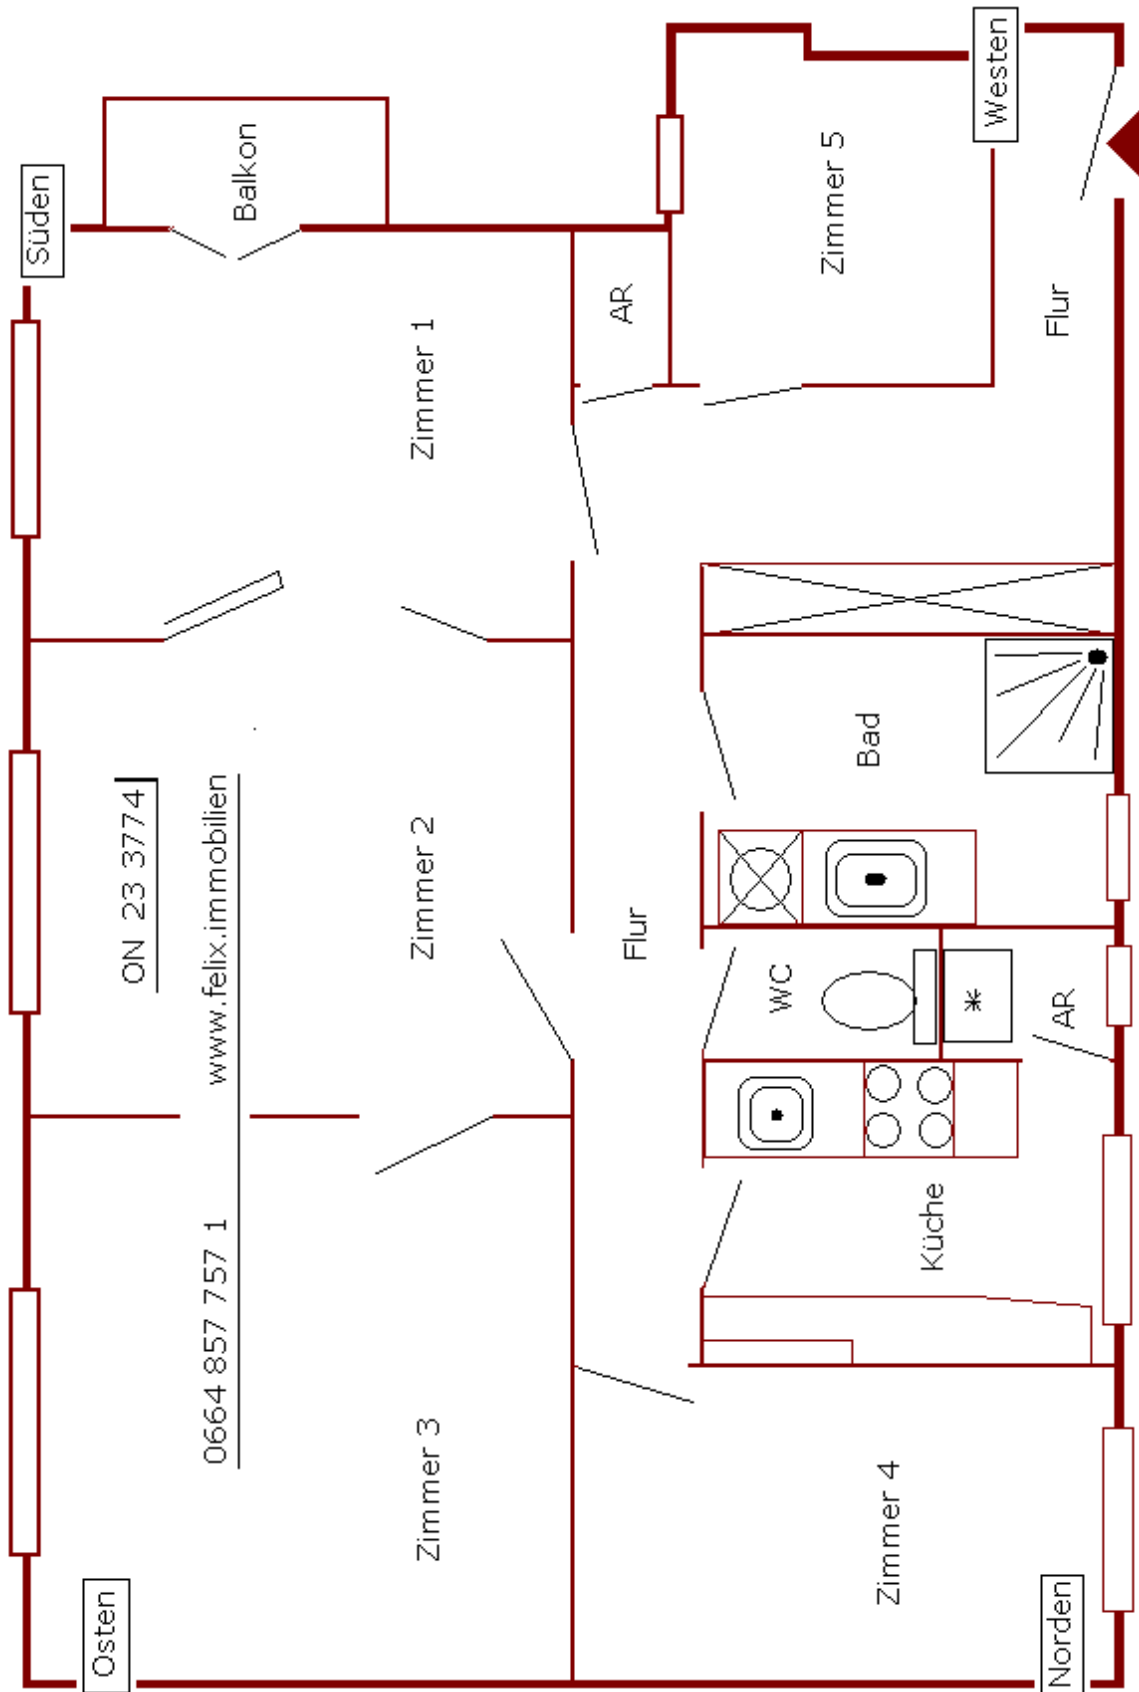 Osten
Süden
ON 23 3774
0664 857 757 1
www.felix.immobilien
Balkon
Zimmer 3
Zimmer 2
Zimmer 1
Flur
AR
Zimmer 5
WC
Bad
Zimmer 4
Küche
AR
Flur
Norden
Westen